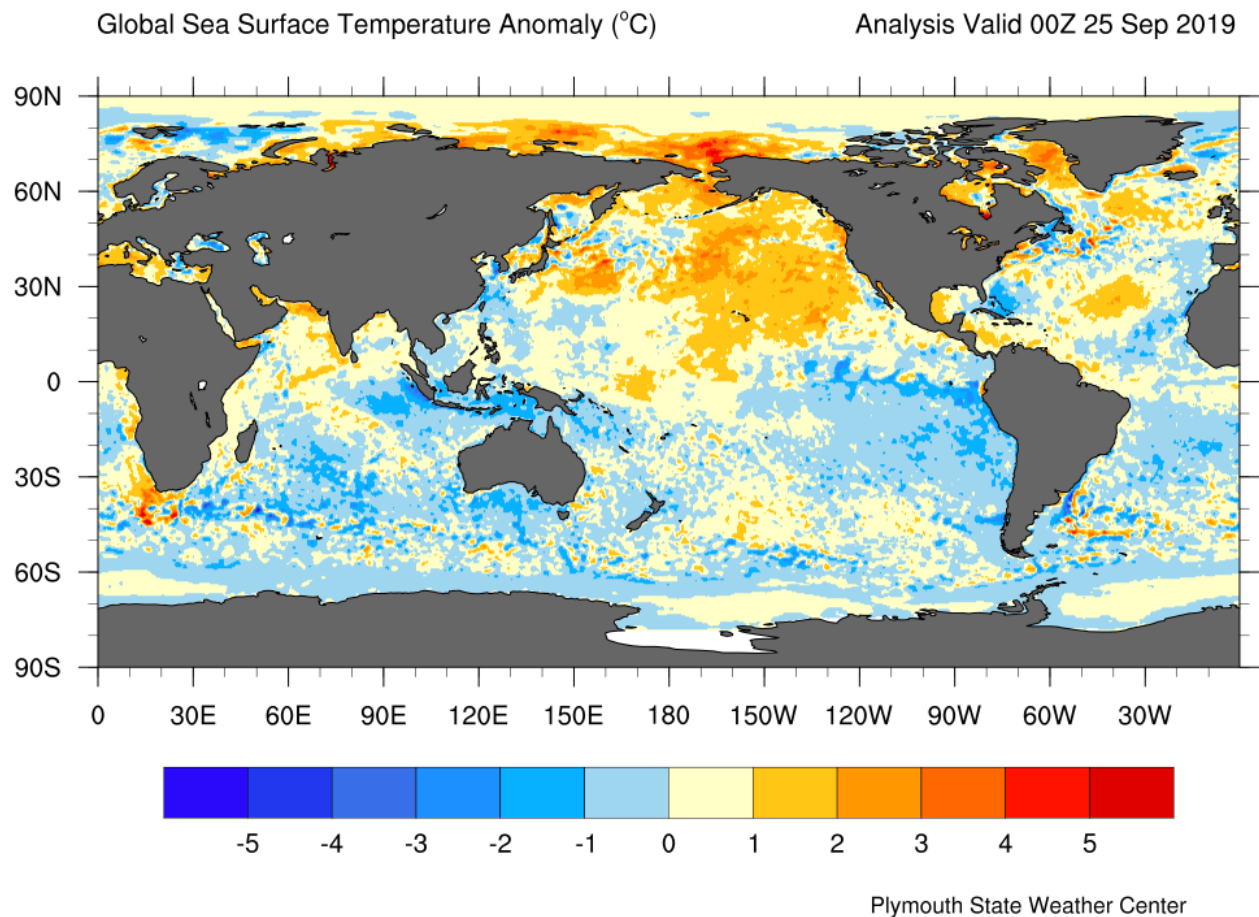 Global Sea Surface Temperature Anomaly (°C) Analysis Valid 00Z 25 Sep 2019
90N
60N
30N
0
30S
60S
90S
0 30E 60E 90E 120E 150E 180 150W 120W 90W 60W 30W
-5 -4 -3 -2 -1 0 1 2 3 4 5
Plymouth State Weather Center